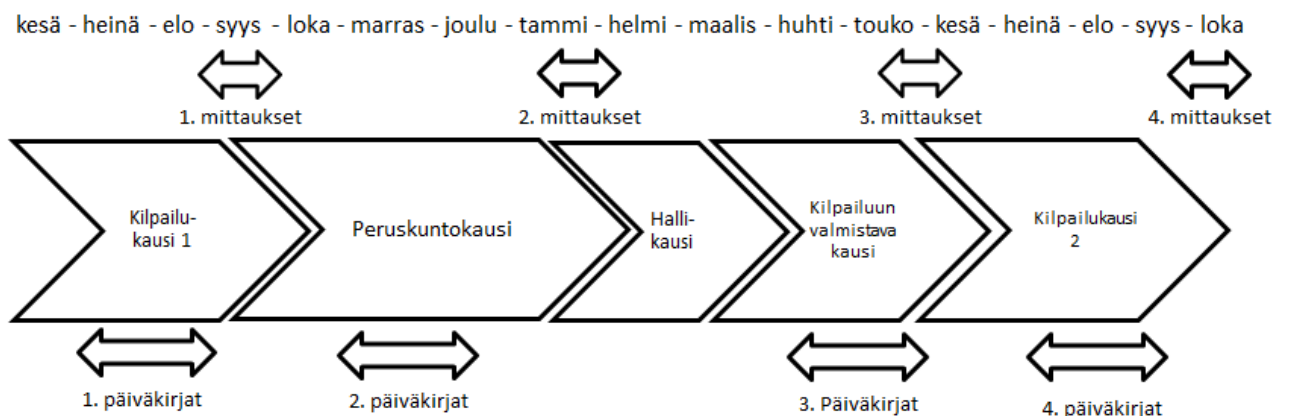 kesä - heinä - elo - syys - loka - marras - joulu - tammi - helmi - maalis - huhti - touko - kesä - heinä - elo - syys - loka
1. mittaukset
2. mittaukset
3. mittaukset
4. mittaukset
Kilpailu-
kausi 1
Peruskuntokausi
Halli-
kausi
Kilpailuun
valmistava
kausi
Kilpailukausi
2
1. päiväkirjat
2. päiväkirjat
3. Päiväkirjat
4. päiväkirjat